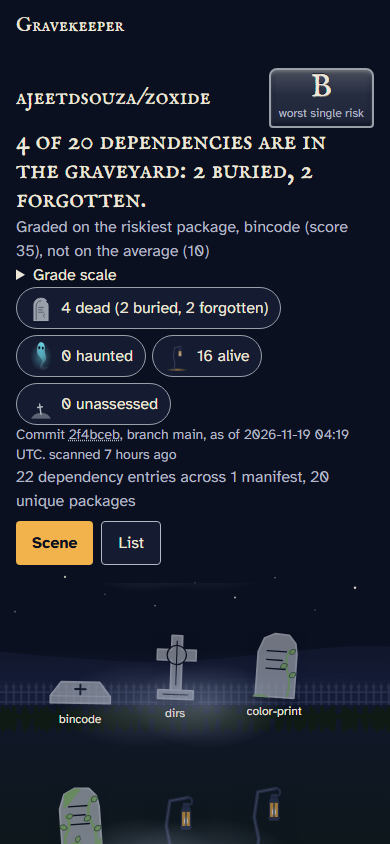 Gravekeeper
ajeetdsouza/zoxide
B
worst single risk
4 of 20 dependencies are in
the graveyard: 2 buried, 2
forgotten.
Graded on the riskiest package, bincode (score
35), not on the average (10)
Grade scale
4 dead (2 buried, 2 forgotten)
0 haunted
16 alive
0 unassessed
Commit 2f4bceb, branch main, as of 2026-11-19 04:19
UTC. scanned 7 hours ago
22 dependency entries across 1 manifest, 20
unique packages
Scene
List
bincode
dirs
color-print